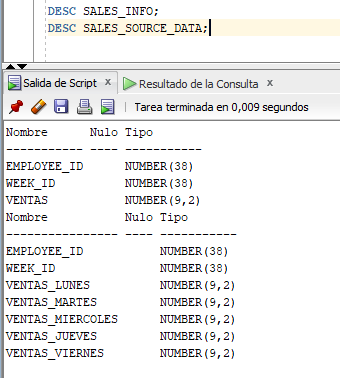 DESC SALES_INFO;
DESC SALES_SOURCE_DATA;
Salida de Script x Resultado de la Consulta x
Tarea terminada en 0,009 segundos
Nombre      Nulo Tipo
----------- ---- -----------
EMPLOYEE_ID      NUMBER(38)
WEEK_ID          NUMBER(38)
VENTAS           NUMBER(9,2)
Nombre           Nulo Tipo
---------------- ---- -----------
EMPLOYEE_ID           NUMBER(38)
WEEK_ID               NUMBER(38)
VENTAS_LUNES          NUMBER(9,2)
VENTAS_MARTES         NUMBER(9,2)
VENTAS_MIERCOLES      NUMBER(9,2)
VENTAS_JUEVES         NUMBER(9,2)
VENTAS_VIERNES        NUMBER(9,2)